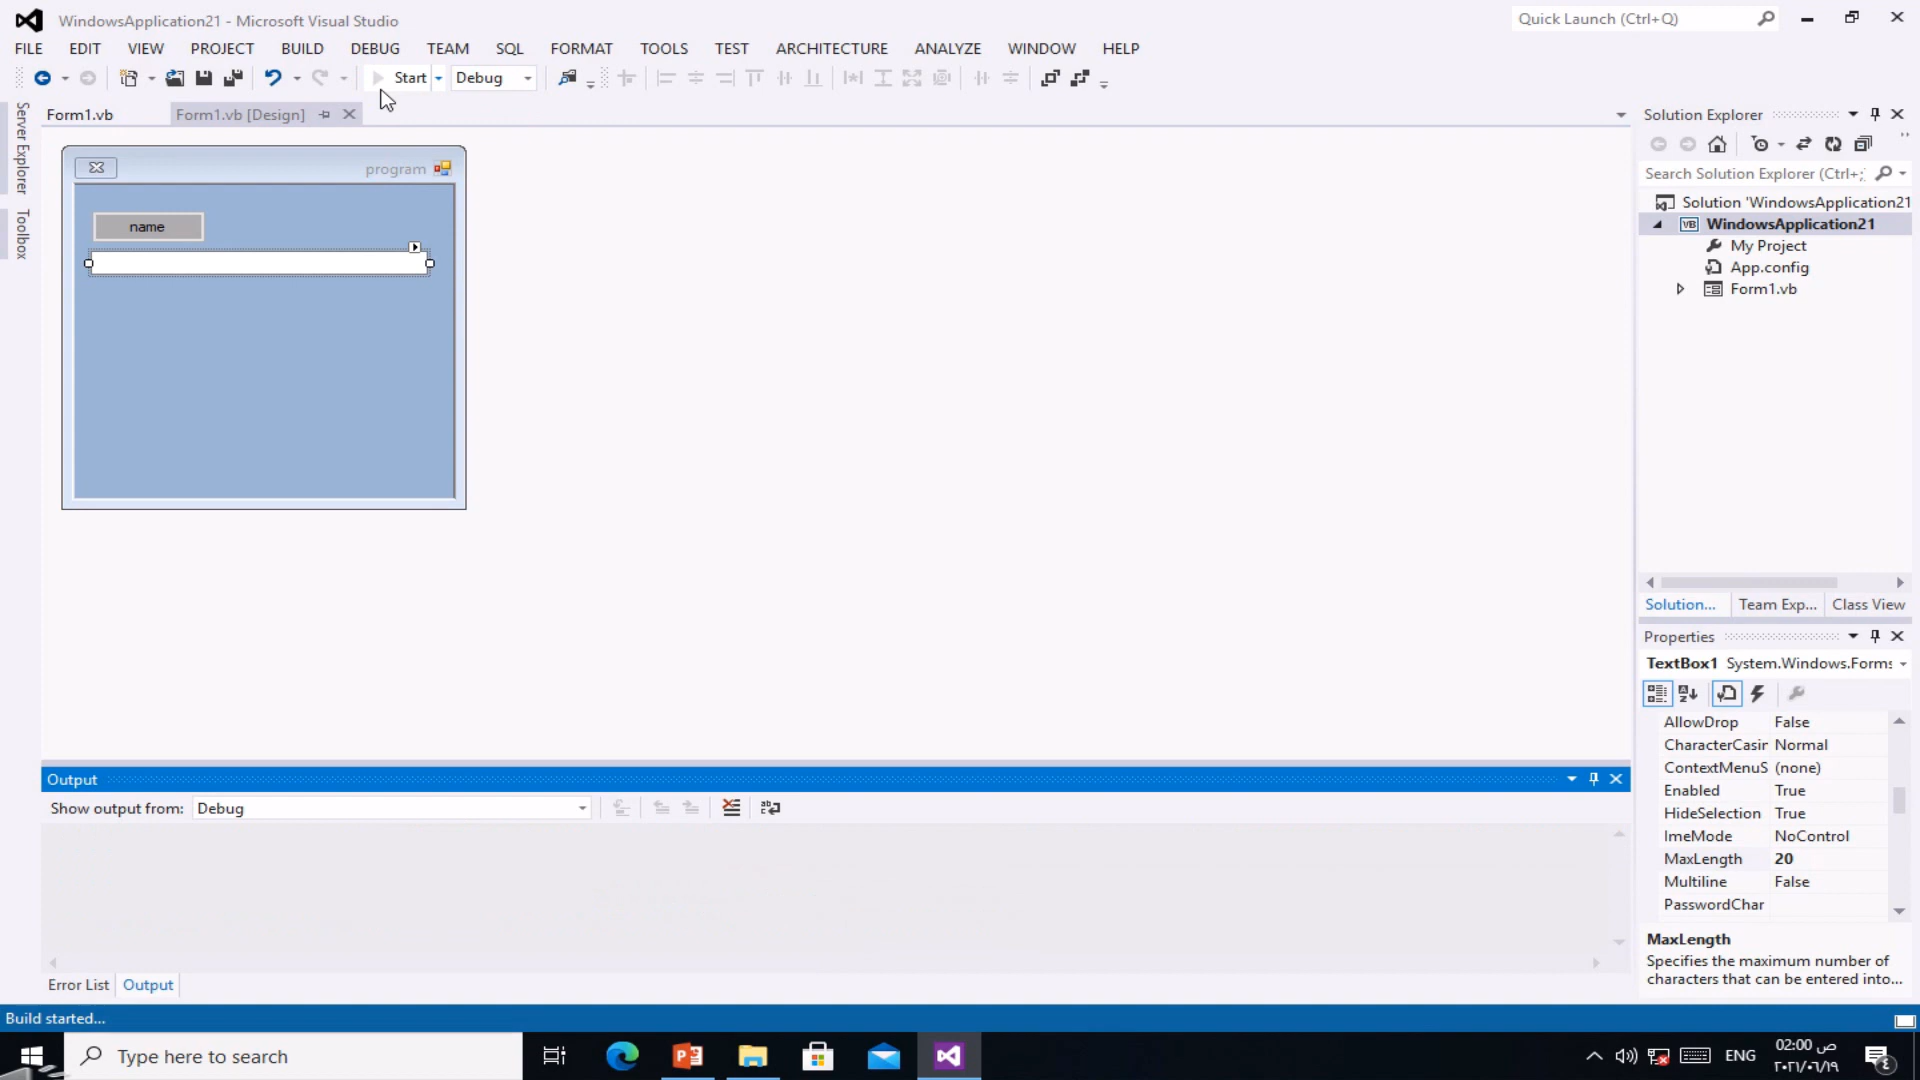 WindowsApplication21 - Microsoft Visual Studio
Quick Launch (Ctrl+Q)
FILE EDIT VIEW PROJECT BUILD DEBUG TEAM SQL FORMAT TOOLS TEST ARCHITECTURE ANALYZE WINDOW HELP
Start Debug
Server Explorer
Toolbox
Form1.vb
Form1.vb [Design]
program
name
Solution Explorer
Search Solution Explorer (Ctrl+;
Solution 'WindowsApplication21
WindowsApplication21
My Project
App.config
Form1.vb
Solution... Team Exp... Class View
Properties
TextBox1 System.Windows.Forms
AllowDrop False
CharacterCasin Normal
ContextMenuS (none)
Enabled True
HideSelection True
ImeMode NoControl
MaxLength 20
Multiline False
PasswordChar
MaxLength
Specifies the maximum number of
characters that can be entered into...
Output
Show output from: Debug
Error List Output
Build started...
Type here to search
ENG
02:00 ص
٢٠٢١/٠٦/١٩
٤